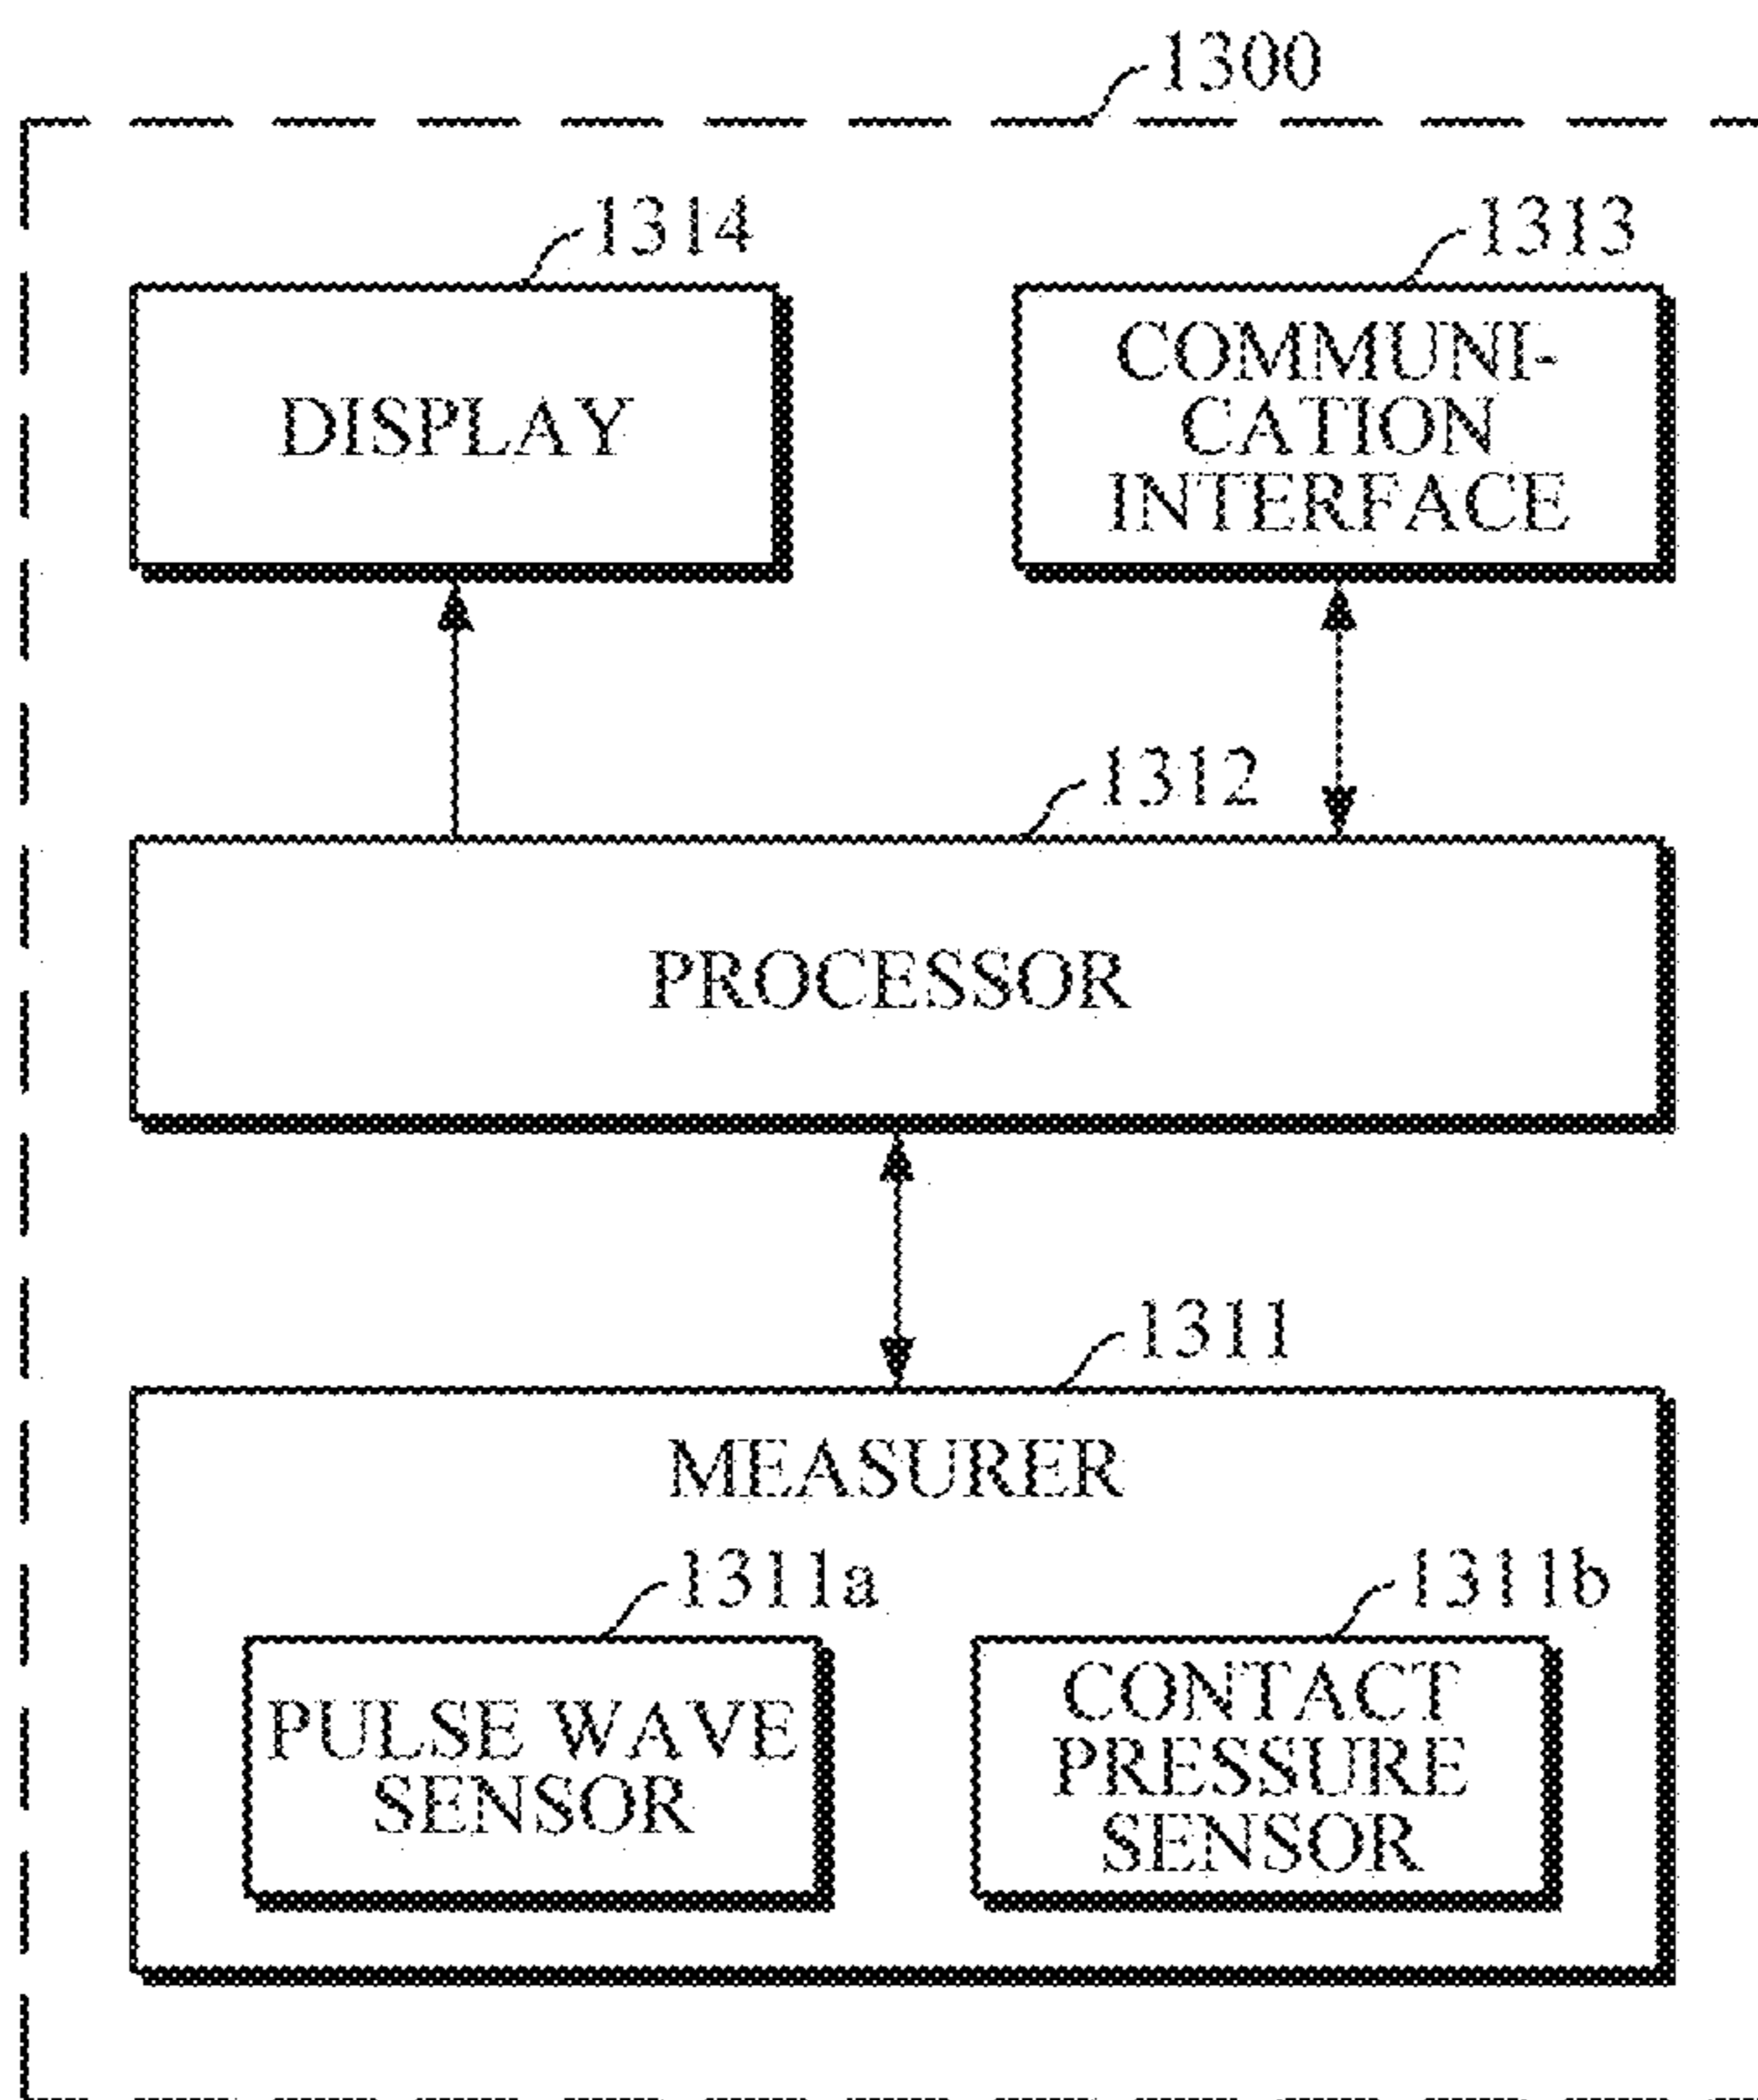 1300
1314
1313
DISPLAY
COMMUNI-
CATION
INTERFACE
1312
PROCESSOR
1311
MEASURER
1311a
1311b
PULSE WAVE
SENSOR
CONTACT
PRESSURE
SENSOR